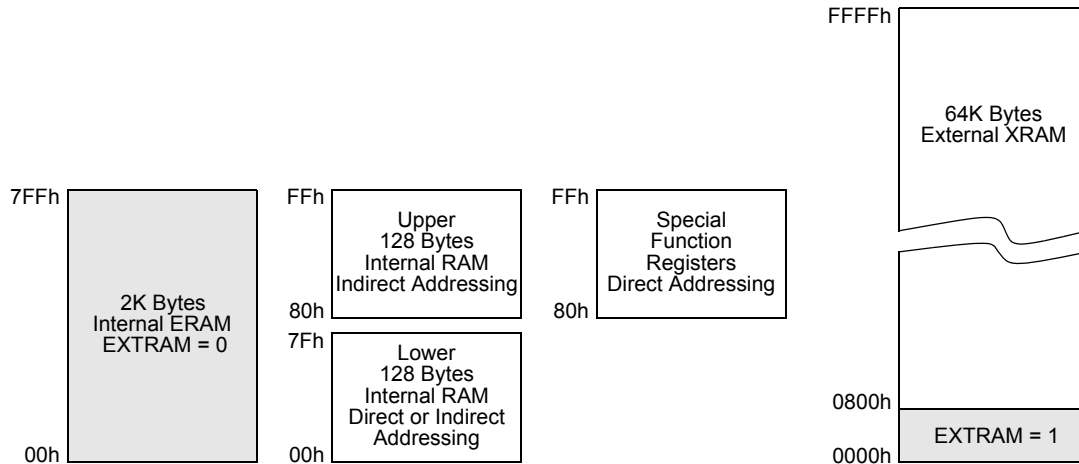 FFFFh
64K Bytes
External XRAM
7FFh
2K Bytes
Internal ERAM
EXTRAM = 0
00h
FFh
Upper
128 Bytes
Internal RAM
Indirect Addressing
80h
7Fh
Lower
128 Bytes
Internal RAM
Direct or Indirect
Addressing
00h
FFh
Special
Function
Registers
Direct Addressing
80h
0800h
EXTRAM = 1
0000h